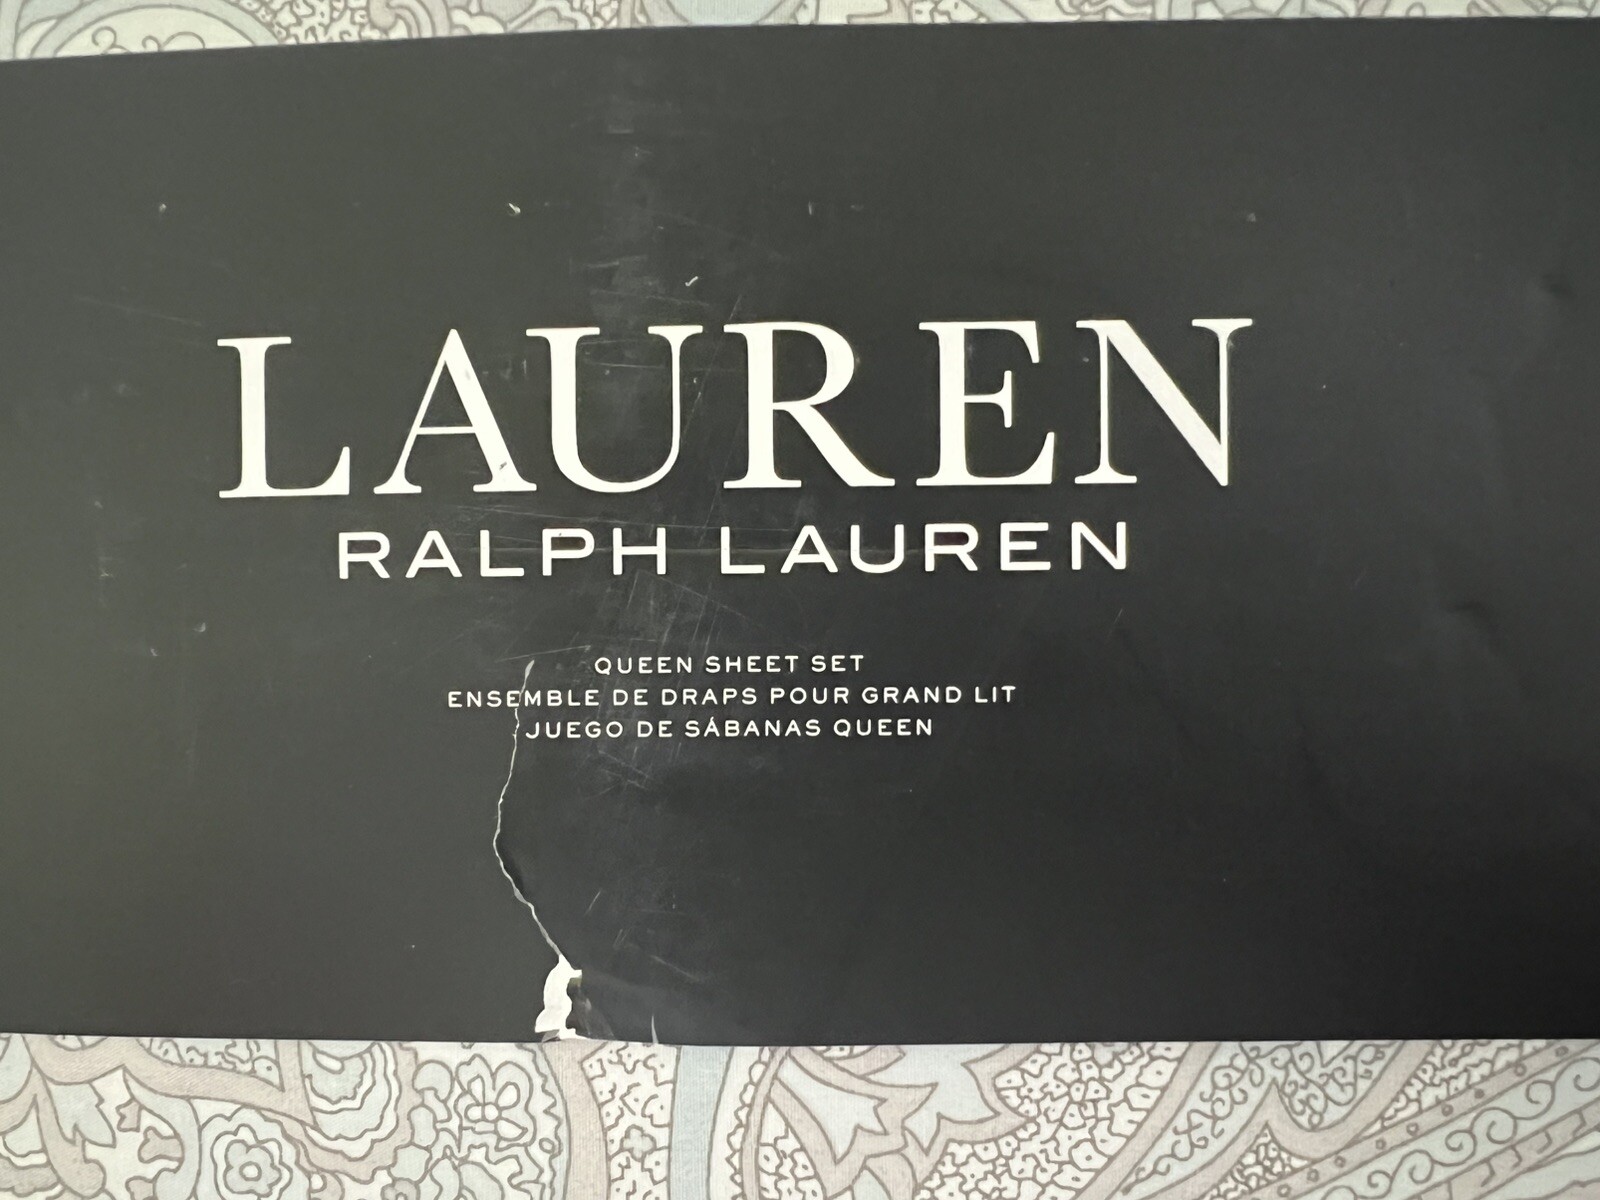 LAUREN
RALPH LAUREN
QUEEN SHEET SET
ENSEMBLE DE DRAPS POUR GRAND LIT
JUEGO DE SÁBANAS QUEEN